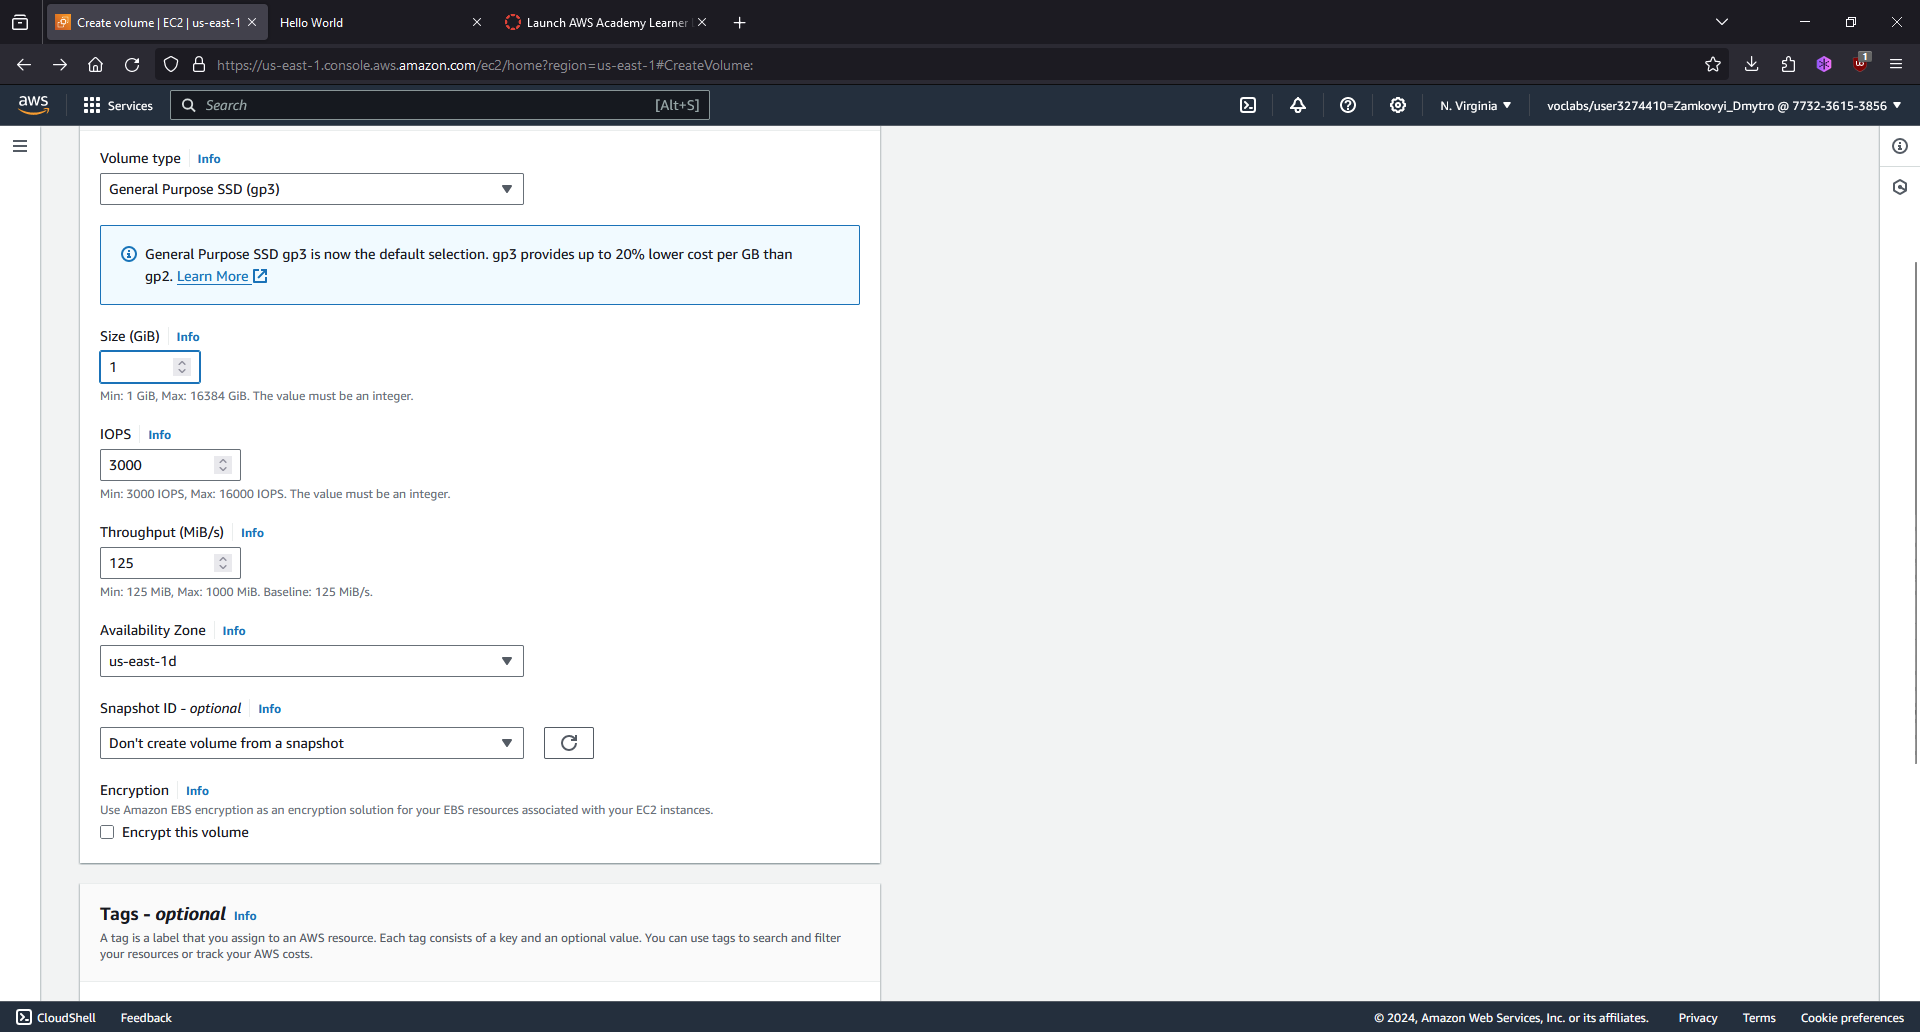 Create volume | EC2 | us-east-1
Hello World
Launch AWS Academy Learner
https://us-east-1.console.aws.amazon.com/ec2/home?region=us-east-1#CreateVolume:
1
aws
Services
Search
[Alt+S]
N. Virginia
voclabs/user3274410=Zamkovyi_Dmytro @ 7732-3615-3856
Volume type Info
General Purpose SSD (gp3)
General Purpose SSD gp3 is now the default selection. gp3 provides up to 20% lower cost per GB than
gp2. Learn More
Size (GiB) Info
1
Min: 1 GiB, Max: 16384 GiB. The value must be an integer.
IOPS Info
3000
Min: 3000 IOPS, Max: 16000 IOPS. The value must be an integer.
Throughput (MiB/s) Info
125
Min: 125 MiB, Max: 1000 MiB. Baseline: 125 MiB/s.
Availability Zone Info
us-east-1d
Snapshot ID - optional Info
Don't create volume from a snapshot
Encryption Info
Use Amazon EBS encryption as an encryption solution for your EBS resources associated with your EC2 instances.
Encrypt this volume
Tags - optional Info
A tag is a label that you assign to an AWS resource. Each tag consists of a key and an optional value. You can use tags to search and filter
your resources or track your AWS costs.
CloudShell
Feedback
© 2024, Amazon Web Services, Inc. or its affiliates.
Privacy
Terms
Cookie preferences